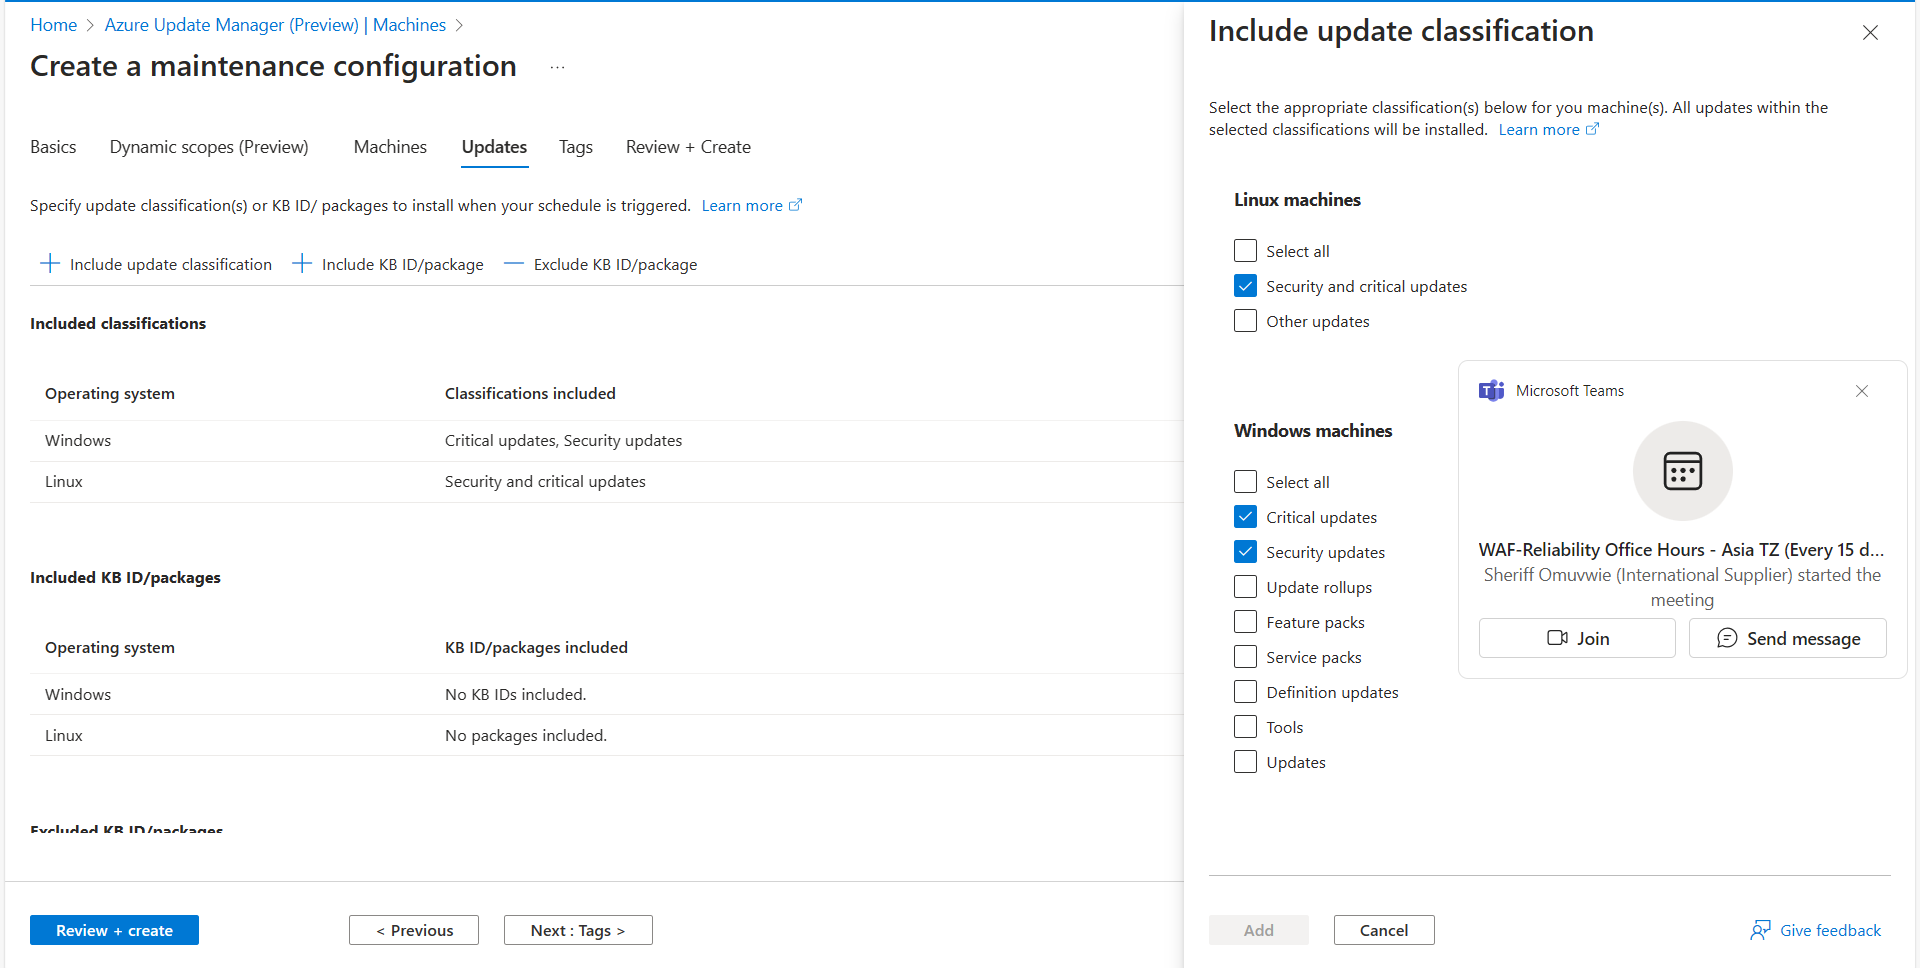 Home > Azure Update Manager (Preview) | Machines >
Create a maintenance configuration ...
Basics Dynamic scopes (Preview) Machines Updates Tags Review + Create
Specify update classification(s) or KB ID/ packages to install when your schedule is triggered. Learn more
Include update classification Include KB ID/package Exclude KB ID/package
Included classifications
Operating system Classifications included
Windows Critical updates, Security updates
Linux Security and critical updates
Included KB ID/packages
Operating system KB ID/packages included
Windows No KB IDs included.
Linux No packages included.
Excluded KB ID/packages
Review + create < Previous Next : Tags >
Include update classification
Select the appropriate classification(s) below for you machine(s). All updates within the
selected classifications will be installed. Learn more
Linux machines
Select all
Security and critical updates
Other updates
Windows machines
Select all
Critical updates
Security updates
Update rollups
Feature packs
Service packs
Definition updates
Tools
Updates
Microsoft Teams
WAF-Reliability Office Hours - Asia TZ (Every 15 d...
Sheriff Omuvwie (International Supplier) started the
meeting
Join Send message
Add Cancel Give feedback